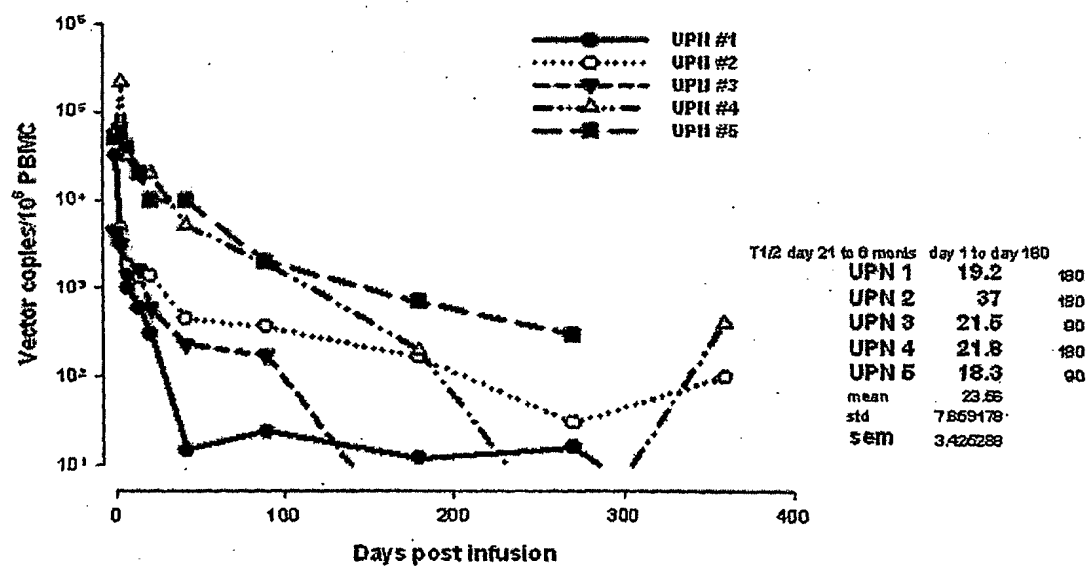 10⁶
10⁵
10⁴
10³
10²
10¹
Vector copies/10⁶ PBMC
0 100 200 300 400
Days post infusion
UPN #1
UPN #2
UPN #3
UPN #4
UPN #5
T1/2 day 21 to 6 monts day 1 to day 180
UPN 1 19.2 180
UPN 2 37 180
UPN 3 21.5 90
UPN 4 21.8 180
UPN 5 18.3 90
mean 23.56
std 7.659178
sem 3.425288